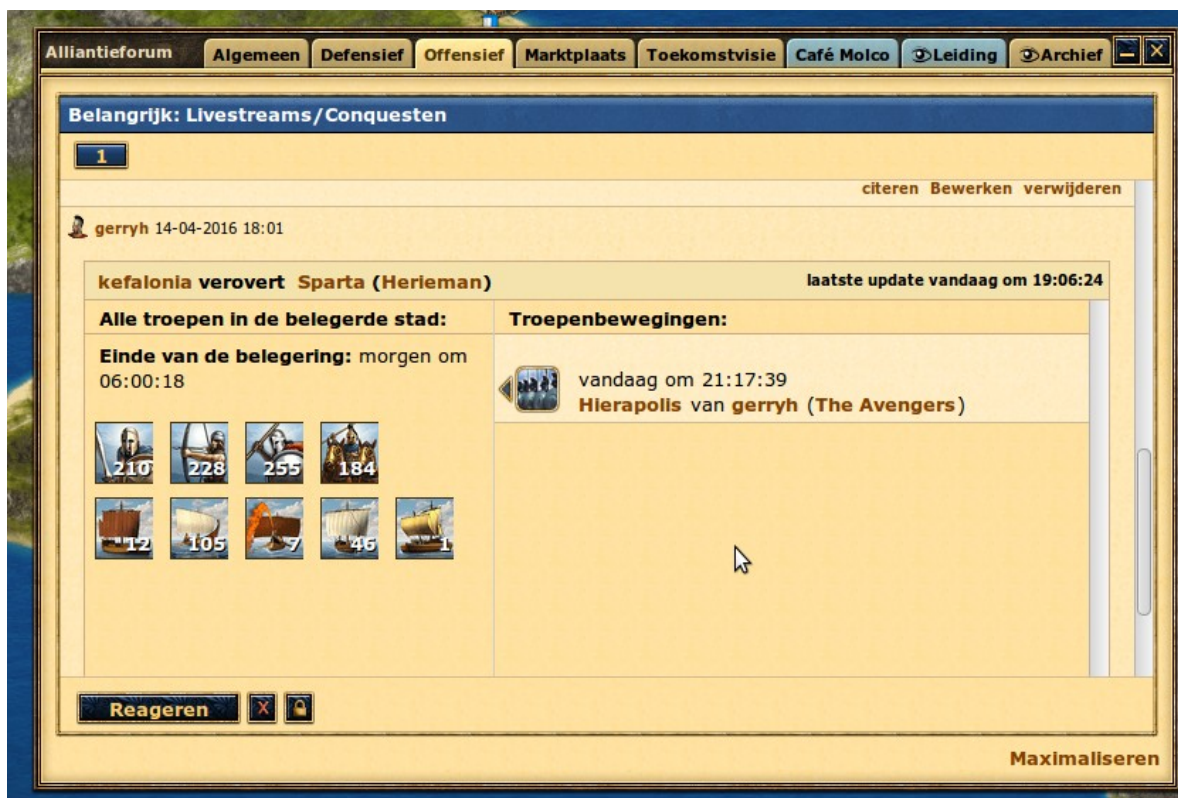 Alliantieforum Algemeen Defensief Offensief Marktplaats Toekomstvisie Café Molco Leiding Archief
Belangrijk: Livestreams/Conquesten
1
citeren Bewerken verwijderen
gerryh 14-04-2016 18:01
kefalonia verovert Sparta (Herieman) laatste update vandaag om 19:06:24
Alle troepen in de belegerde stad: Troepenbewegingen:
Einde van de belegering: morgen om
06:00:18
vandaag om 21:17:39
Hierapolis van gerryh (The Avengers)
210 228 255 184
12 105 7 46 1
Reageren X
Maximaliseren